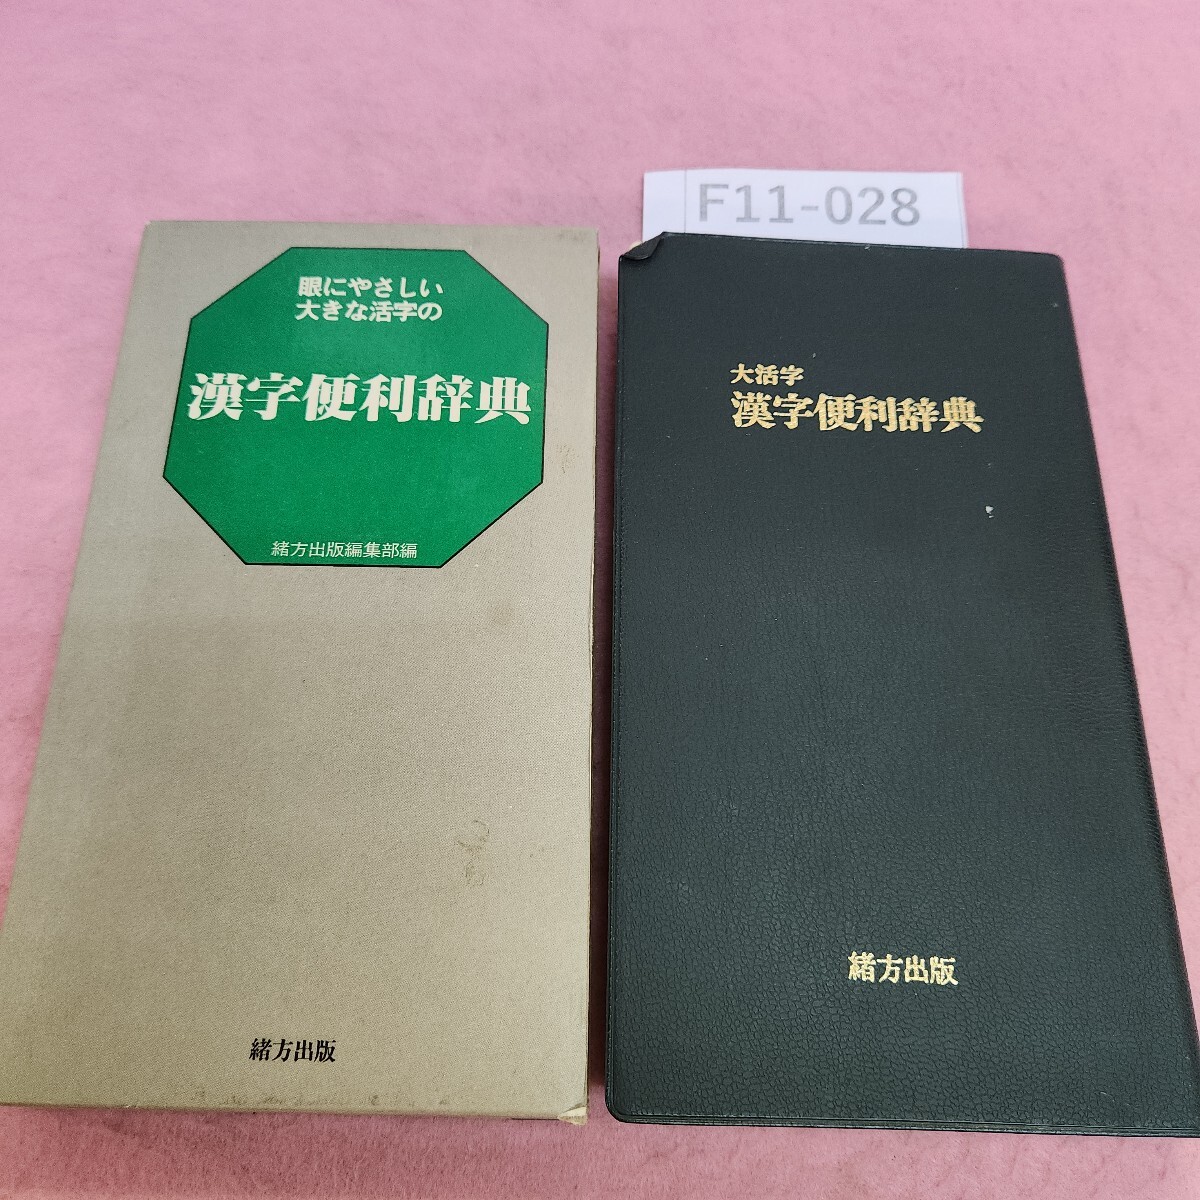 F11-028
眼にやさしい
大きな活字の
漢字便利辞典
緒方出版編集部編
緒方出版
大活字
漢字便利辞典
緒方出版